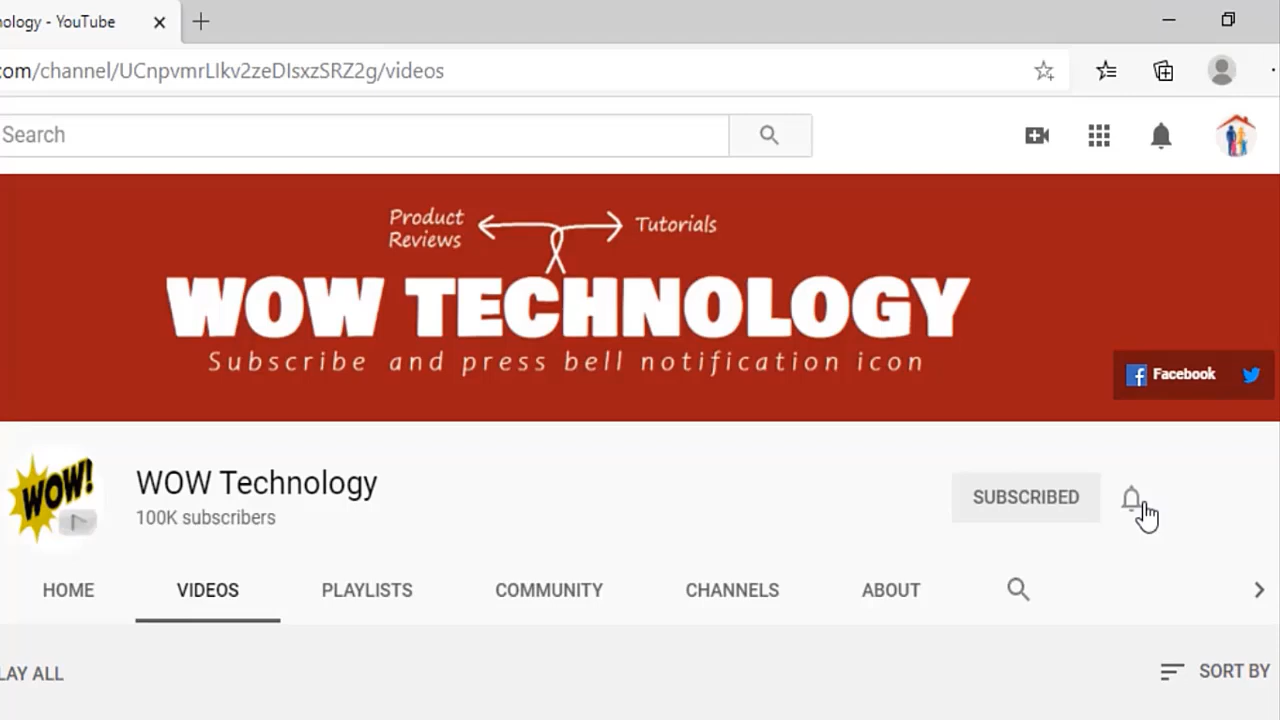 nology - YouTube
com/channel/UCnpvmrLIkv2zeDIsxzSRZ2g/videos
Search
Product Reviews
Tutorials
WOW TECHNOLOGY
Subscribe and press bell notification icon
Facebook
WOW!
WOW Technology
100K subscribers
SUBSCRIBED
HOME VIDEOS PLAYLISTS COMMUNITY CHANNELS ABOUT
LAY ALL
SORT BY